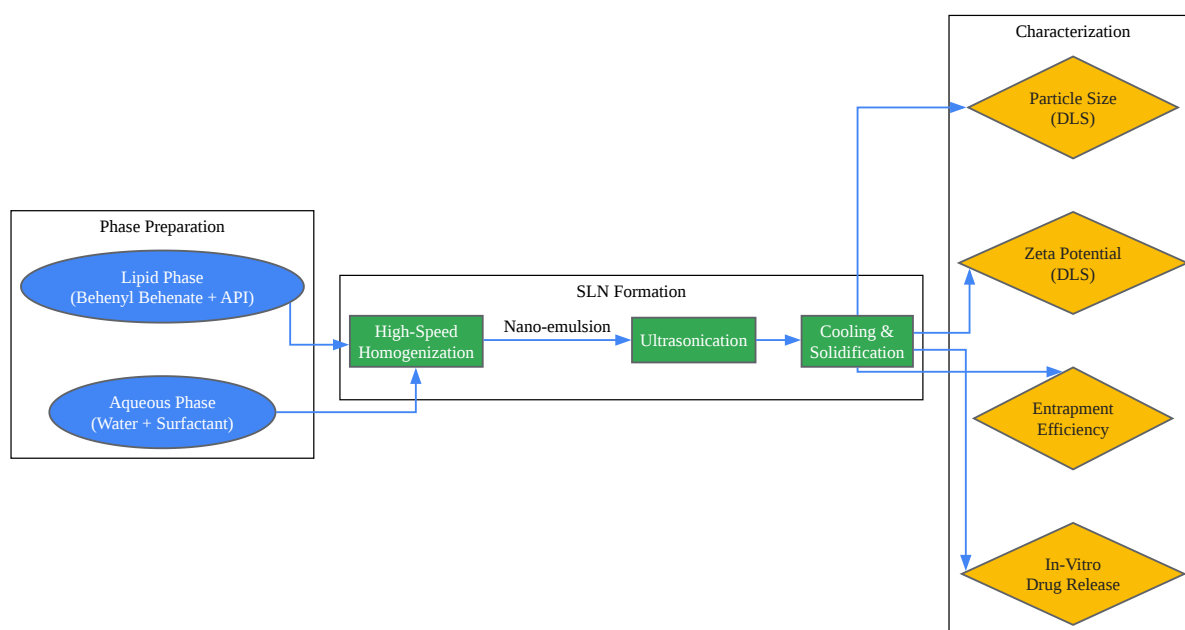 Phase Preparation
Lipid Phase
(Behenyl Behenate + API)
Aqueous Phase
(Water + Surfactant)
SLN Formation
High-Speed
Homogenization
Nano-emulsion
Ultrasonication
Cooling &
Solidification
Characterization
Particle Size
(DLS)
Zeta Potential
(DLS)
Entrapment
Efficiency
In-Vitro
Drug Release